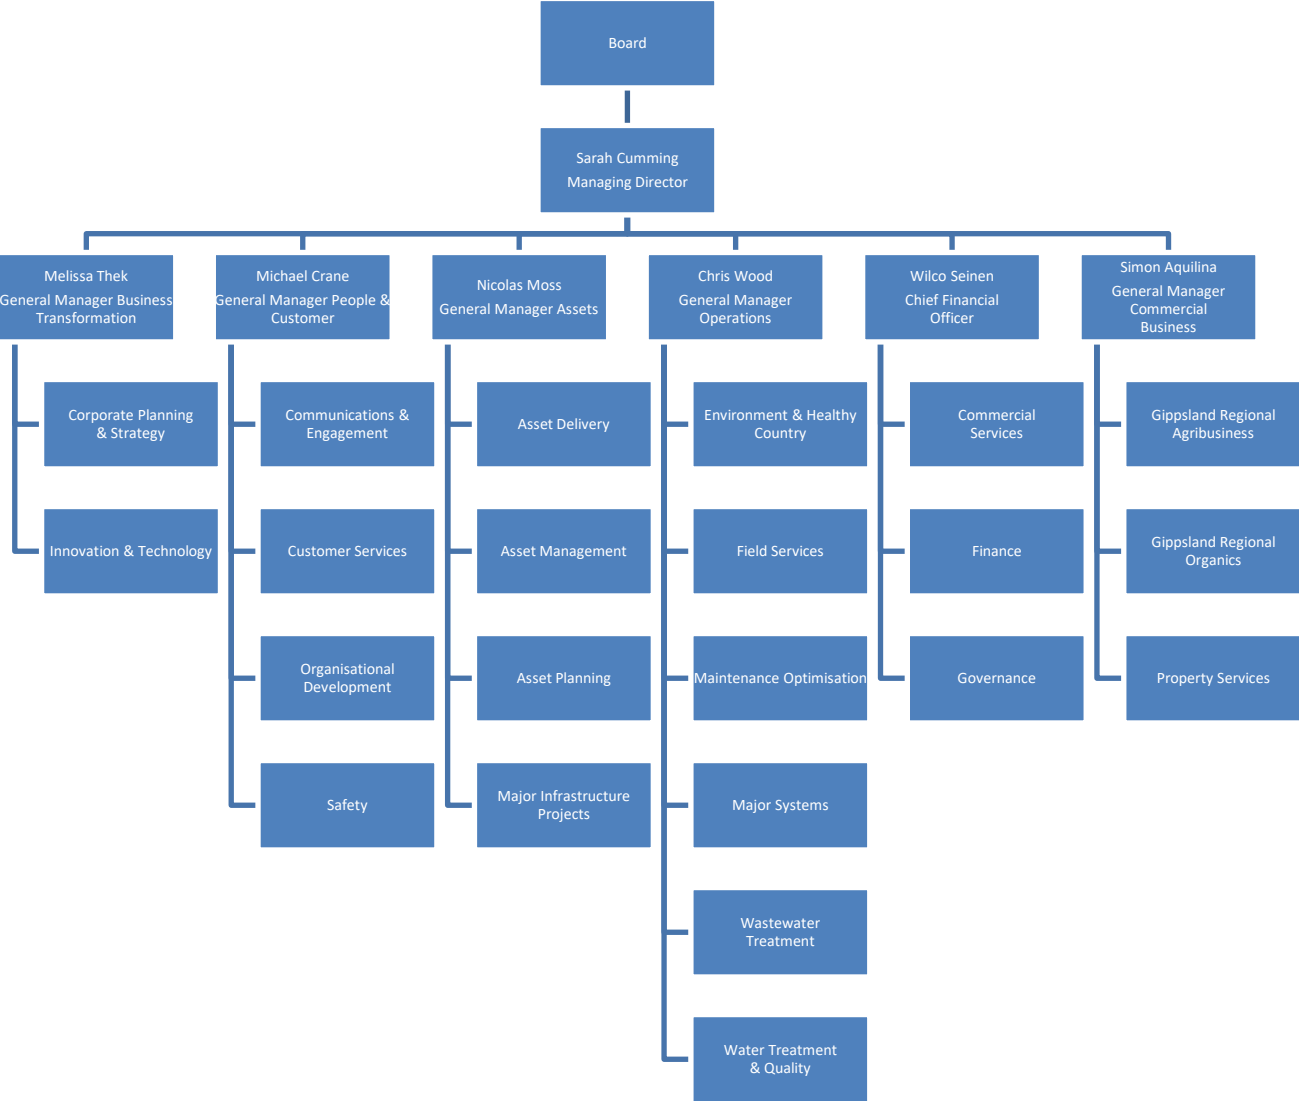 Board
Sarah Cumming
Managing Director
Melissa Thek
General Manager Business
Transformation
Michael Crane
General Manager People &
Customer
Nicolas Moss
General Manager Assets
Chris Wood
General Manager
Operations
Wilco Seinen
Chief Financial
Officer
Simon Aquilina
General Manager
Commercial
Business
Corporate Planning
& Strategy
Innovation & Technology
Communications &
Engagement
Customer Services
Organisational
Development
Safety
Asset Delivery
Asset Management
Asset Planning
Major Infrastructure
Projects
Environment & Healthy
Country
Field Services
Maintenance Optimisation
Major Systems
Wastewater
Treatment
Water Treatment
& Quality
Commercial
Services
Finance
Governance
Gippsland Regional
Agribusiness
Gippsland Regional
Organics
Property Services